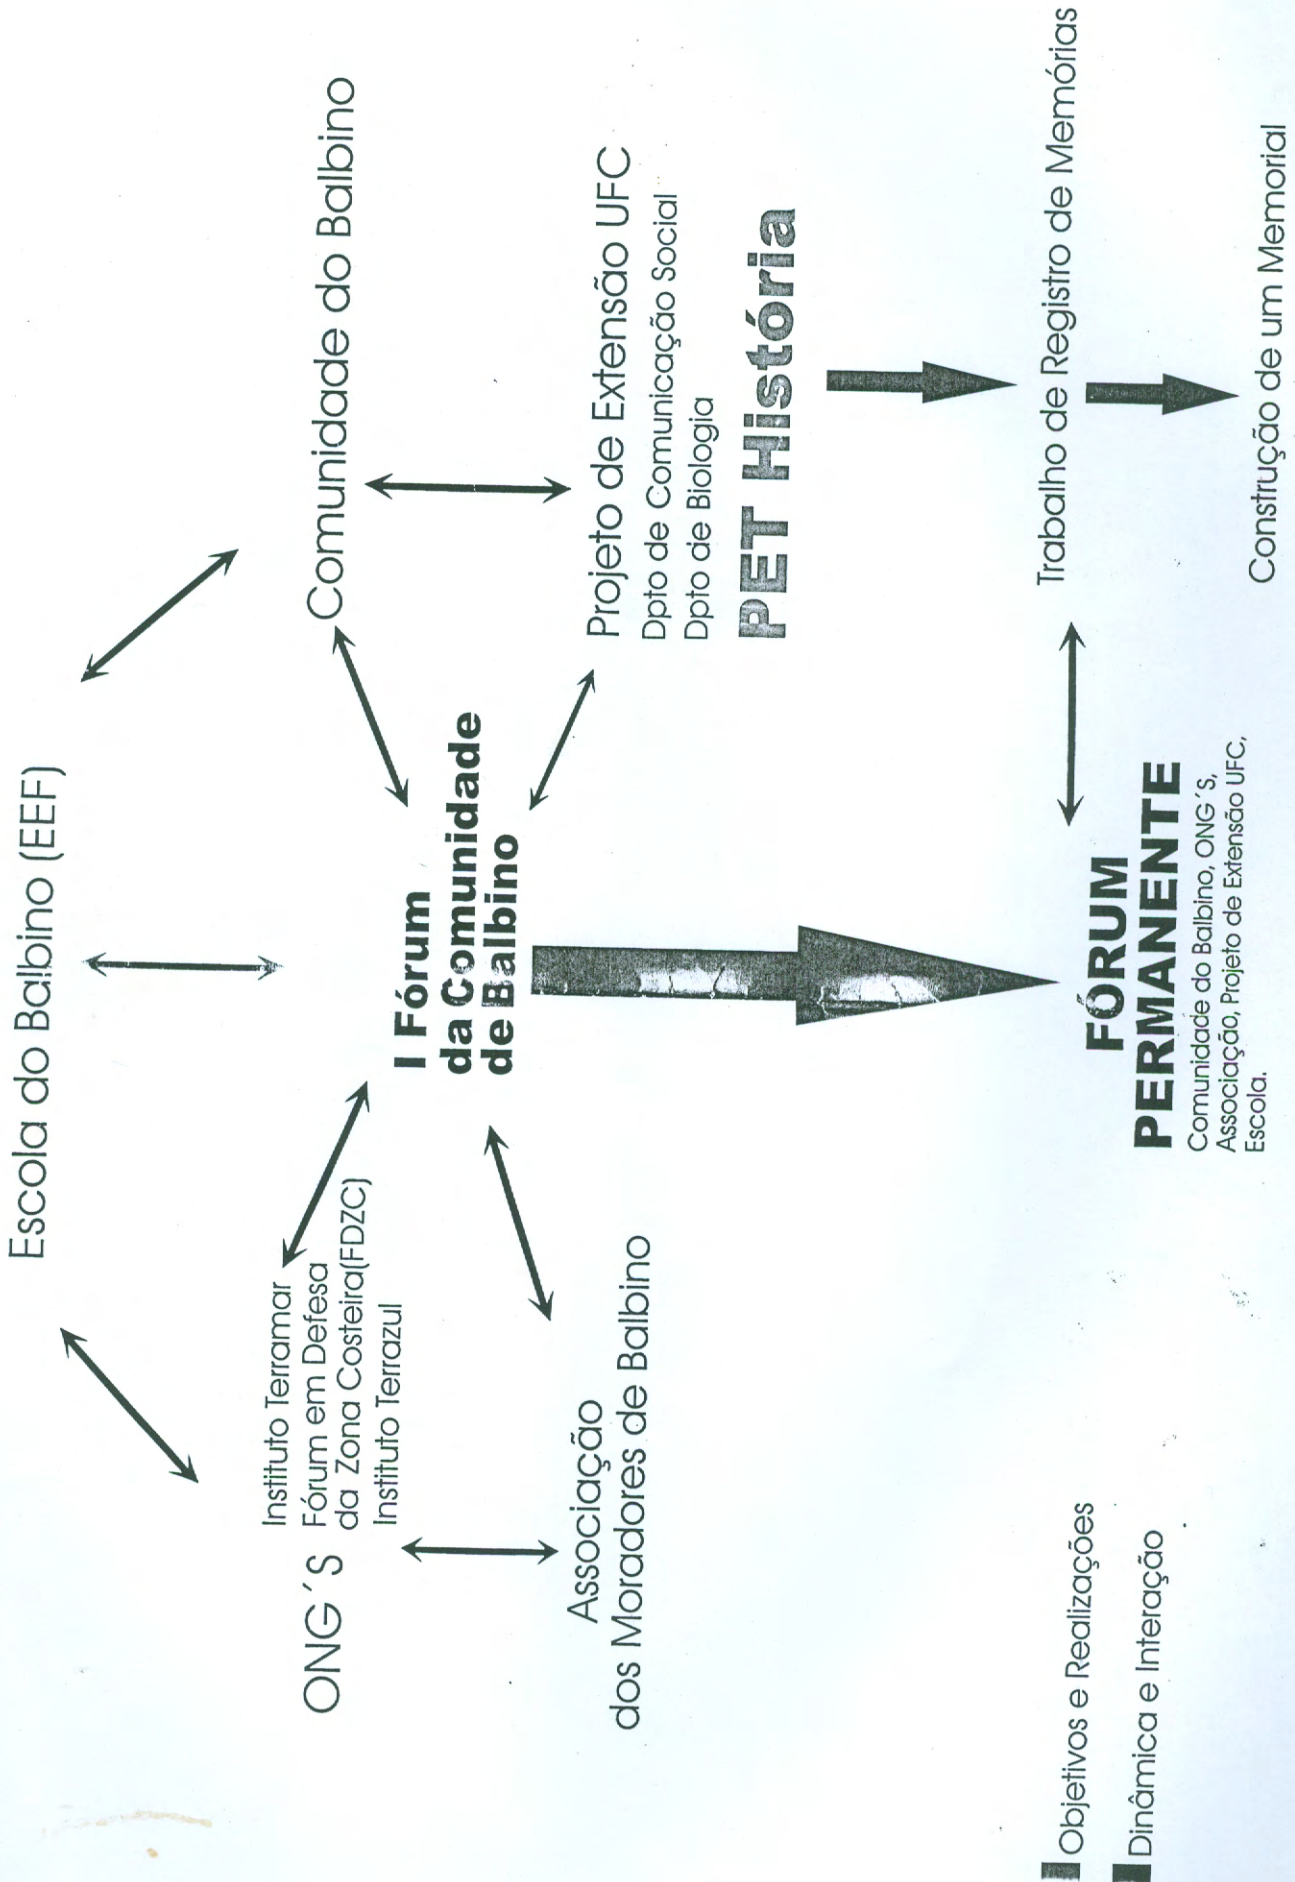 Escola do Balbino (EEF)
ONG´S
Instituto Terramar
Fórum em Defesa
da Zona Costeira(FDZC)
Instituto Terrazul
Comunidade do Balbino
I Fórum
da Comunidade
de Balbino
Associação
dos Moradores de Balbino
Projeto de Extensão UFC
Dpto de Comunicação Social
Dpto de Biologia
PET História
FÓRUM
PERMANENTE
Comunidade do Balbino, ONG´S,
Associação, Projeto de Extensão UFC,
Escola.
Trabalho de Registro de Memórias
Construção de um Memorial
Objetivos e Realizações
Dinâmica e Interação